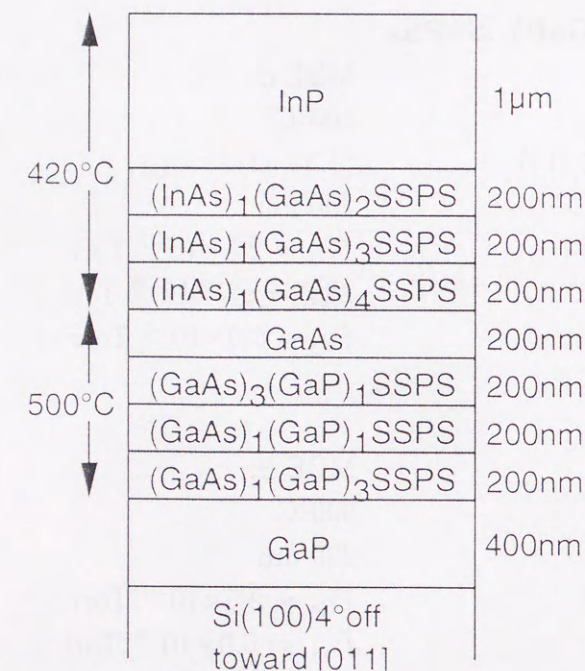 InP 1μm
420°C
(InAs)1(GaAs)2SSPS 200nm
(InAs)1(GaAs)3SSPS 200nm
(InAs)1(GaAs)4SSPS 200nm
GaAs 200nm
(GaAs)3(GaP)1SSPS 200nm
500°C
(GaAs)1(GaP)1SSPS 200nm
(GaAs)1(GaP)3SSPS 200nm
GaP 400nm
Si(100)4°off
toward [011]